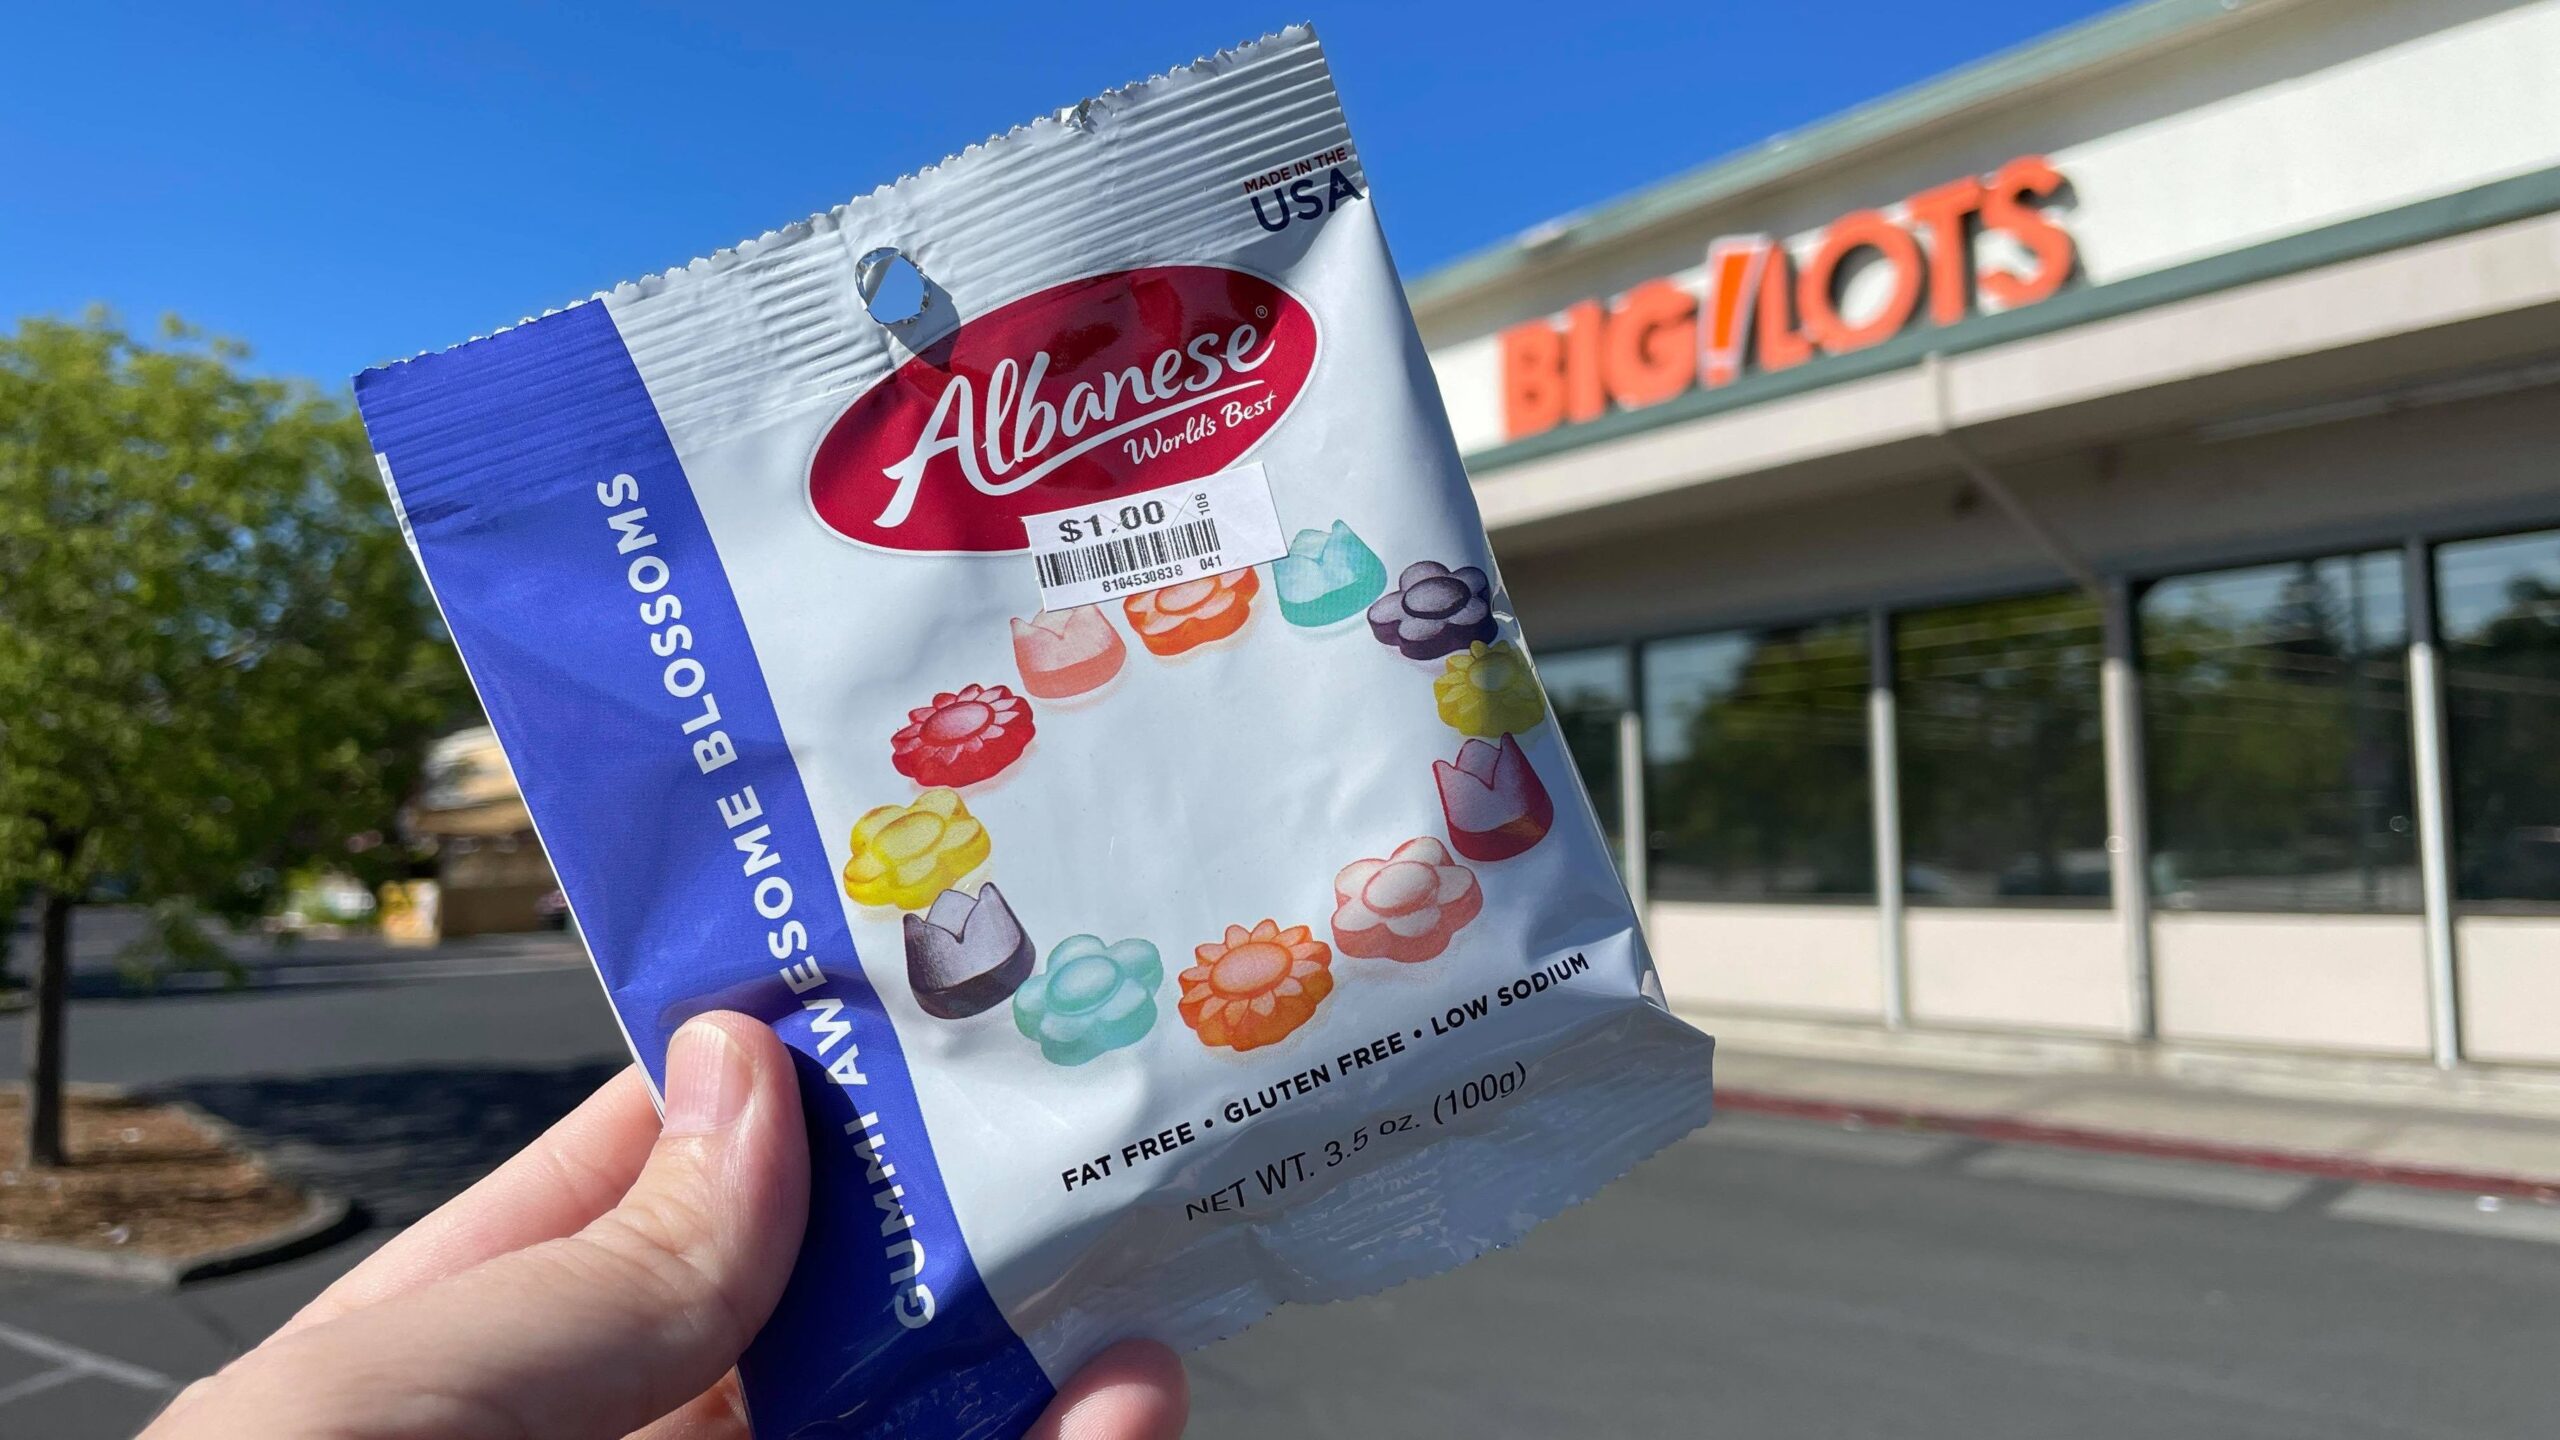 MADE IN THE
USA
Albanese®
World's Best
$1.00
108
8104530838 041
GUMMI AWESOME BLOSSOMS
FAT FREE • GLUTEN FREE • LOW SODIUM
NET WT. 3.5 oz. (100g)
BIG!LOTS